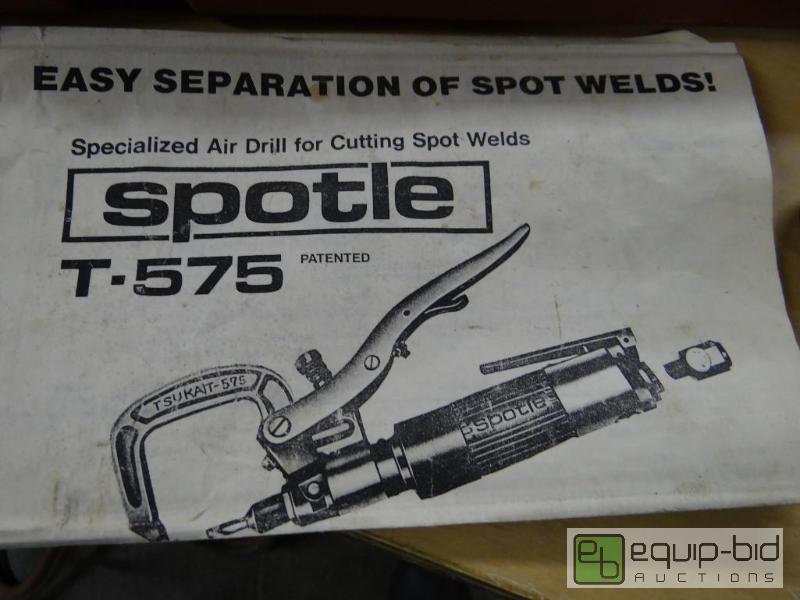 EASY SEPARATION OF SPOT WELDS!
Specialized Air Drill for Cutting Spot Welds
spotle
T-575 PATENTED
TSUKAIT-575
spotle
eb equip-bid
AUCTIONS